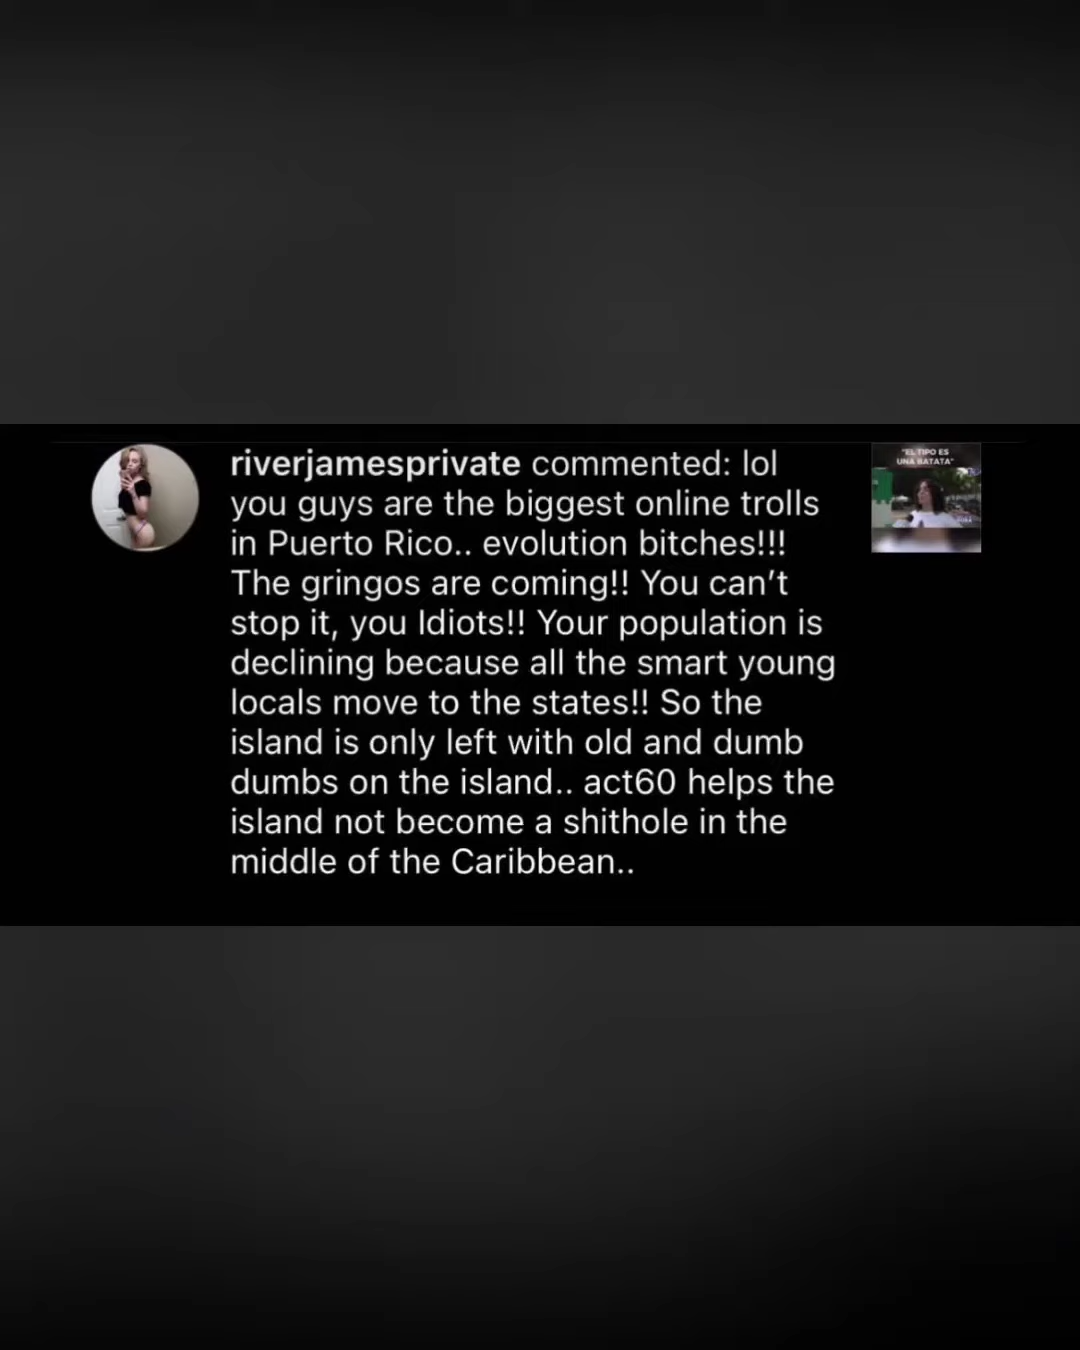 riverjamesprivate commented: lol
you guys are the biggest online trolls
in Puerto Rico.. evolution bitches!!!
The gringos are coming!! You can’t
stop it, you Idiots!! Your population is
declining because all the smart young
locals move to the states!! So the
island is only left with old and dumb
dumbs on the island.. act60 helps the
island not become a shithole in the
middle of the Caribbean..
"EL TIPO ES
UNA BATATA"